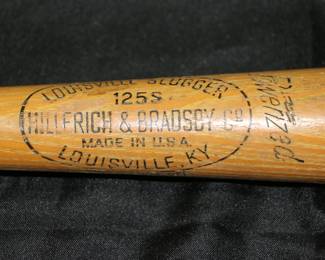 LOUISVILLE SLUGGER
125S
HILLERICH & BRADSBY Co
MADE IN U.S.A.
LOUISVILLE, KY